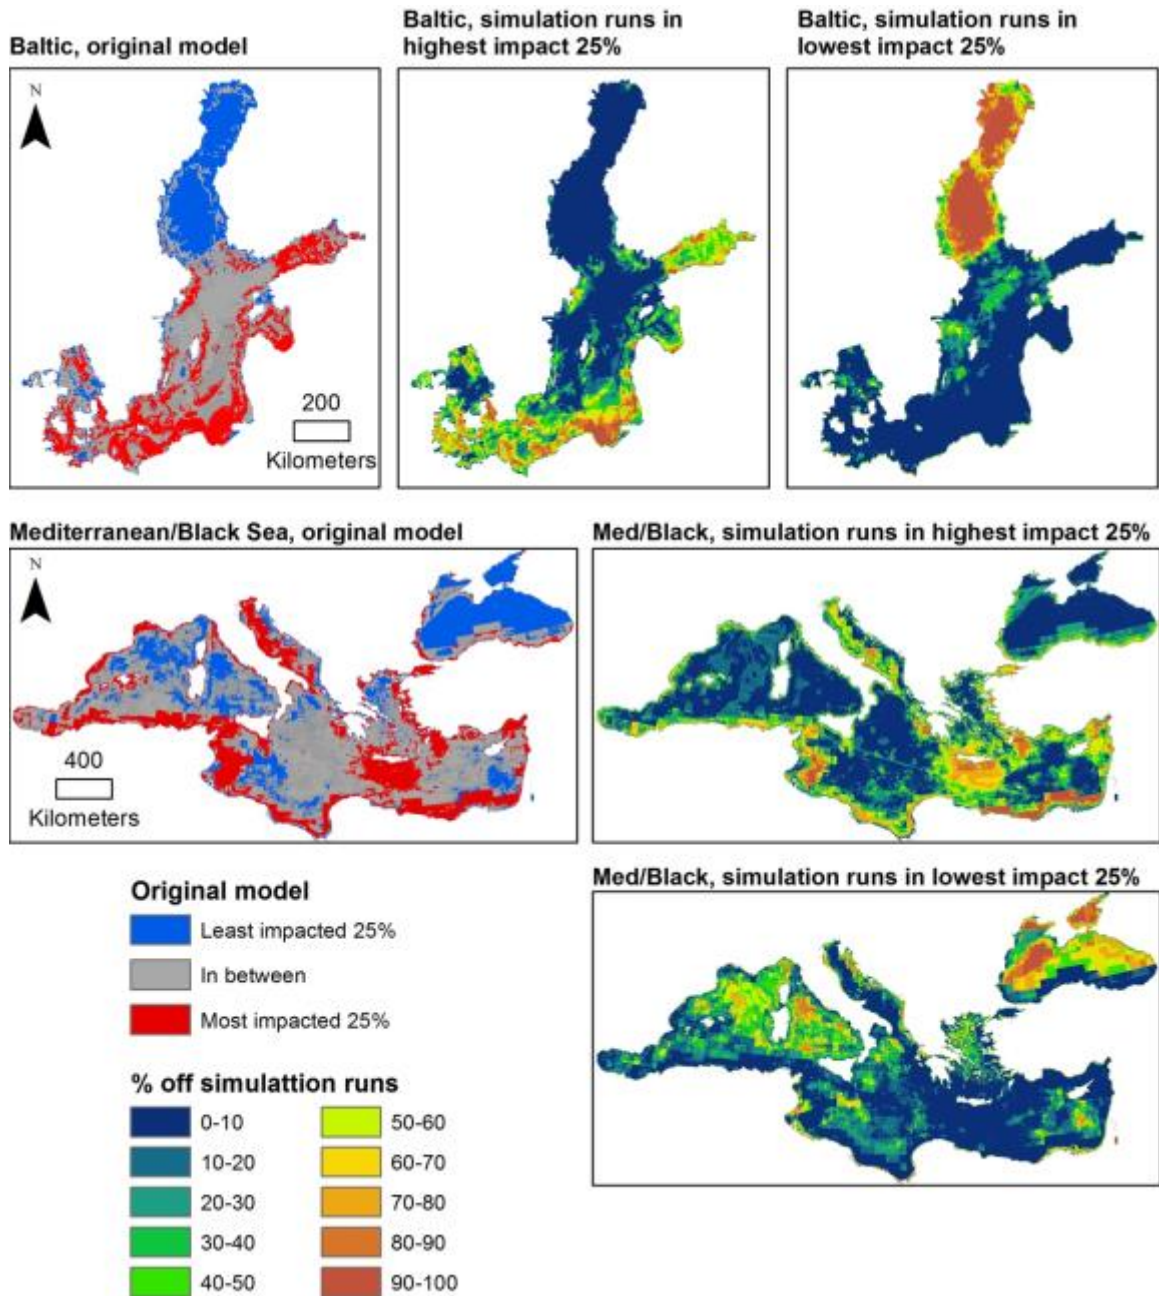 Baltic, original model
Baltic, simulation runs in
highest impact 25%
Baltic, simulation runs in
lowest impact 25%
N
200
Kilometers
Mediterranean/Black Sea, original model
Med/Black, simulation runs in highest impact 25%
N
400
Kilometers
Med/Black, simulation runs in lowest impact 25%
Original model
Least impacted 25%
In between
Most impacted 25%
% off simulattion runs
0-10
10-20
20-30
30-40
40-50
50-60
60-70
70-80
80-90
90-100